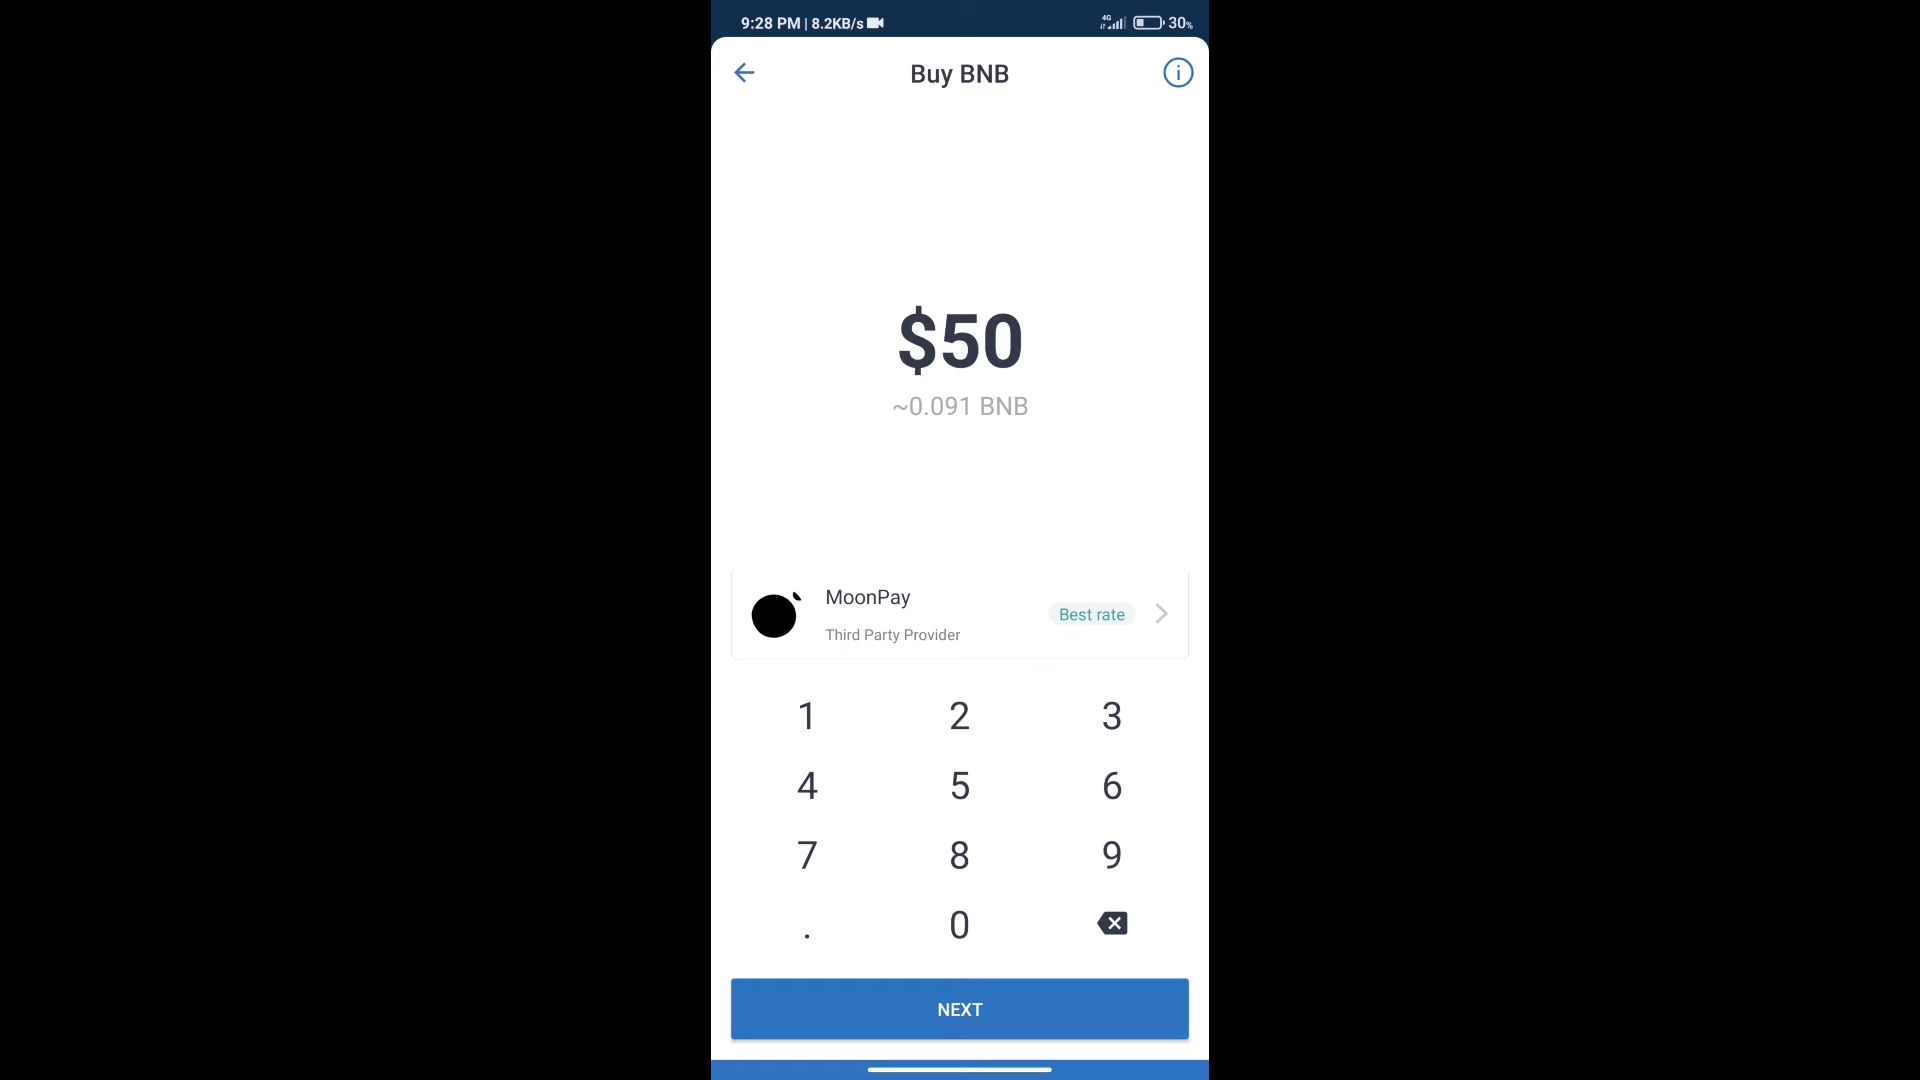 9:28 PM | 8.2KB/s 4G 30%
Buy BNB
$50
~0.091 BNB
MoonPay
Third Party Provider
Best rate
1 2 3
4 5 6
7 8 9
. 0
NEXT